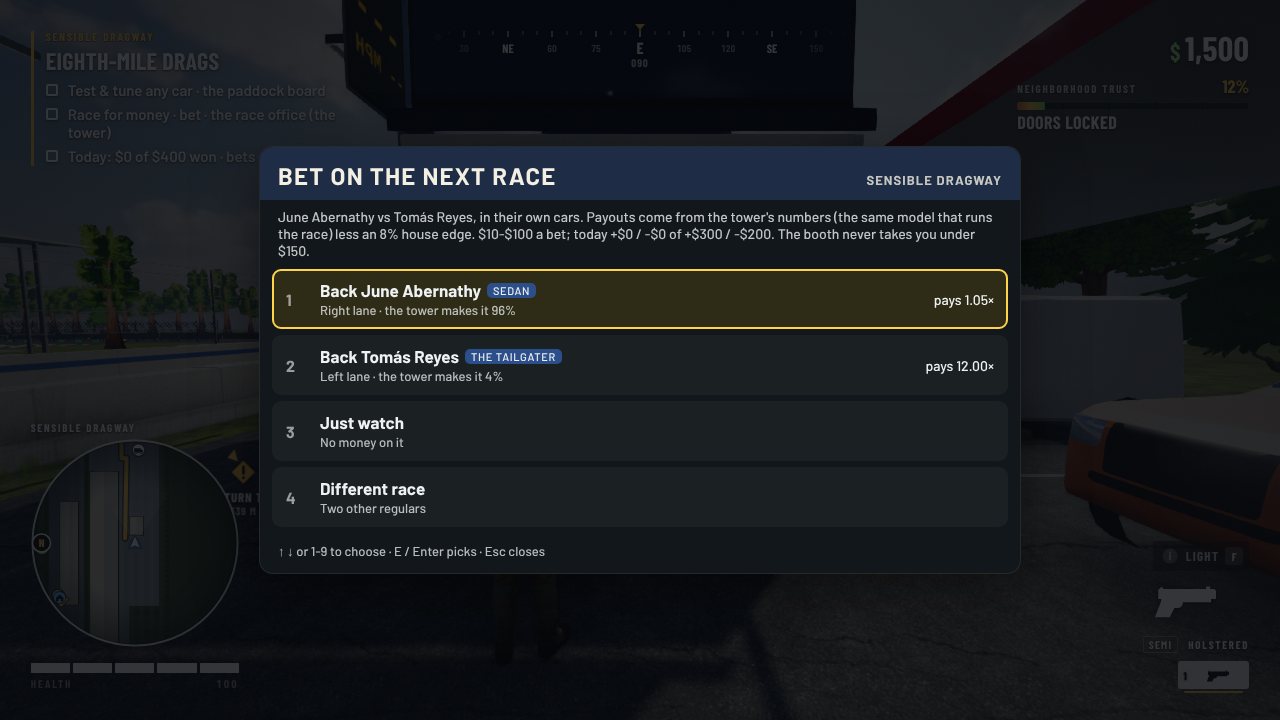 SENSIBLE DRAGWAY
EIGHTH-MILE DRAGS
Test & tune any car · the paddock board
Race for money · bet · the race office (the
tower)
Today: $0 of $400 won · bets
30 NE 60 75 E 105 120 SE 150
090
$1,500
NEIGHBORHOOD TRUST 12%
DOORS LOCKED
BET ON THE NEXT RACE
SENSIBLE DRAGWAY
June Abernathy vs Tomás Reyes, in their own cars. Payouts come from the tower's numbers (the same model that runs
the race) less an 8% house edge. $10-$100 a bet; today +$0 / -$0 of +$300 / -$200. The booth never takes you under
$150.
1 Back June Abernathy SEDAN
Right lane · the tower makes it 96%
pays 1.05×
2 Back Tomás Reyes THE TAILGATER
Left lane · the tower makes it 4%
pays 12.00×
3 Just watch
No money on it
4 Different race
Two other regulars
↑ ↓ or 1-9 to choose · E / Enter picks · Esc closes
SENSIBLE DRAGWAY
N
HEALTH 100
LIGHT F
SEMI HOLSTERED
1